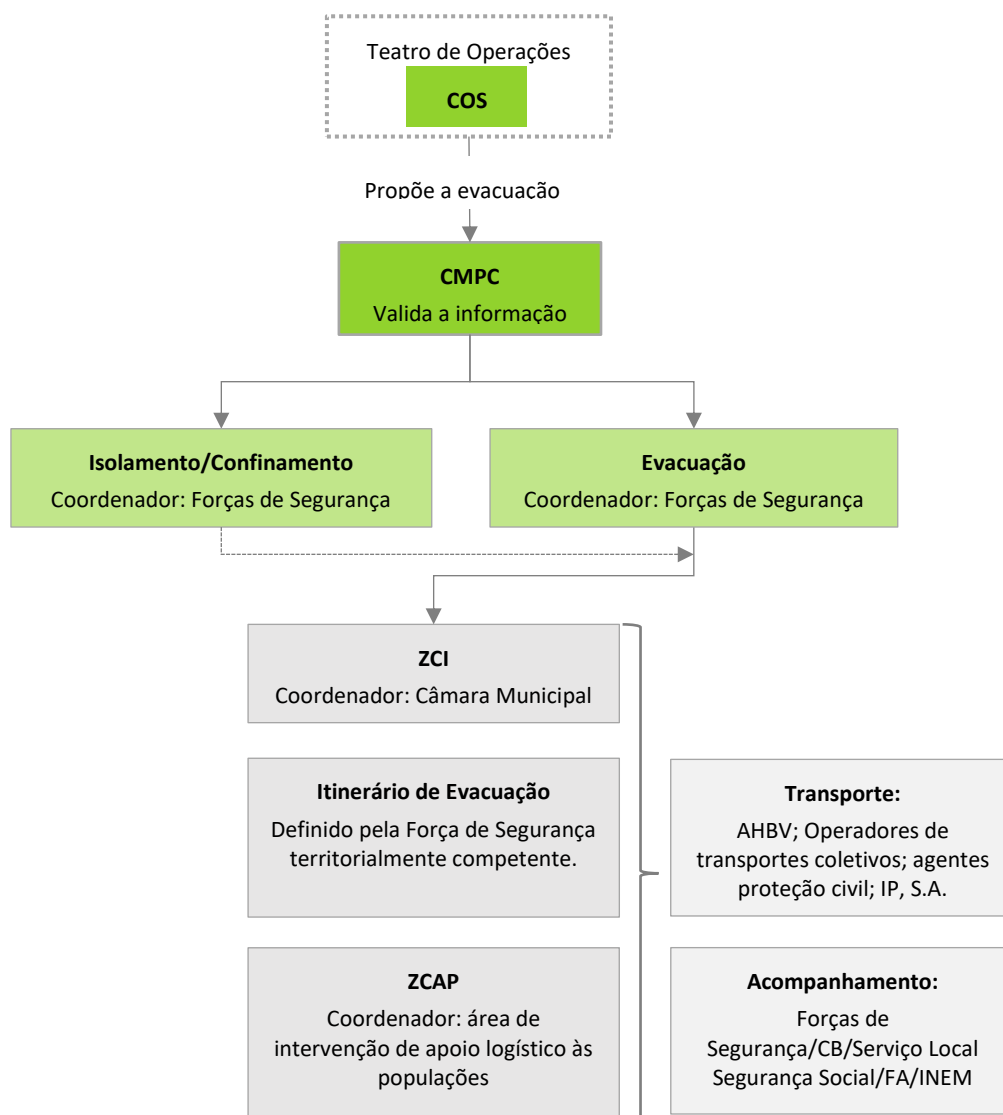 Teatro de Operações
COS
Propõe a evacuação
CMPC
Valida a informação
Isolamento/Confinamento
Coordenador: Forças de Segurança
Evacuação
Coordenador: Forças de Segurança
ZCI
Coordenador: Câmara Municipal
Itinerário de Evacuação
Definido pela Força de Segurança
territorialmente competente.
Transporte:
AHBV; Operadores de
transportes coletivos; agentes
proteção civil; IP, S.A.
ZCAP
Coordenador: área de
intervenção de apoio logístico às
populações
Acompanhamento:
Forças de
Segurança/CB/Serviço Local
Segurança Social/FA/INEM